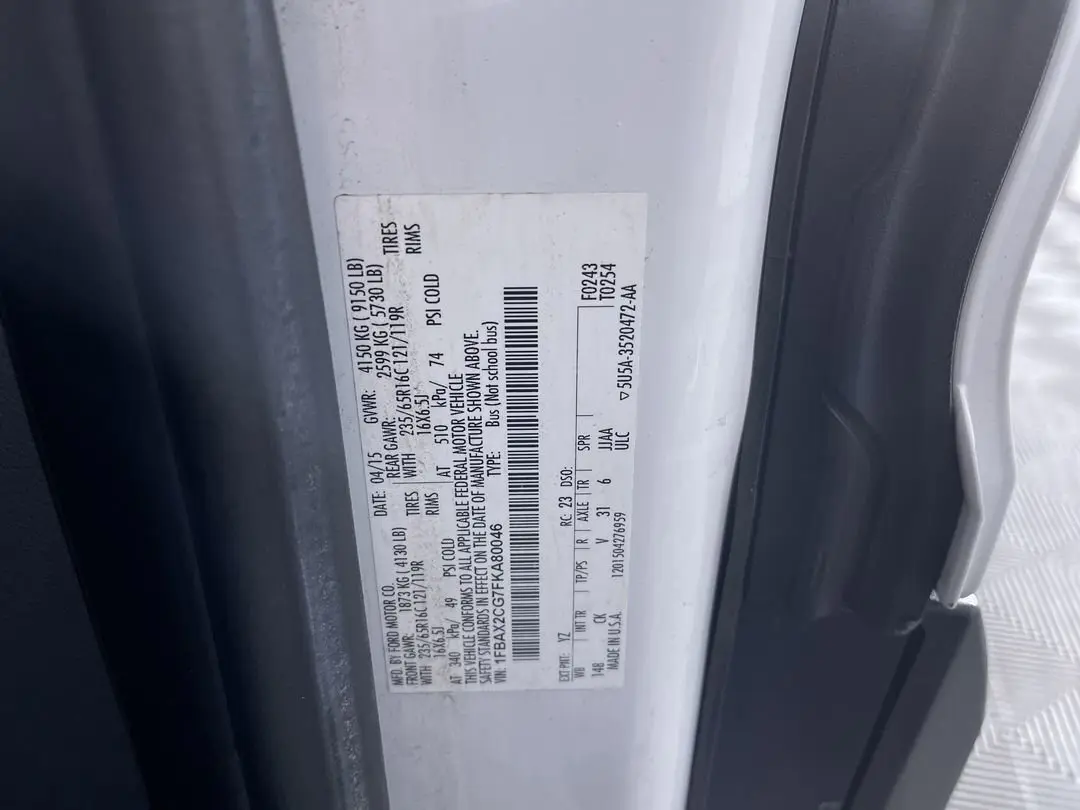 MFD. BY FORD MOTOR CO.
DATE: 04/15 GVWR: 4150 KG ( 9150 LB)
FRONT GAWR: 1873 KG ( 4130 LB) REAR GAWR: 2599 KG ( 5730 LB)
WITH 235/65R16C 121/119R TIRES WITH 235/65R16C 121/119R TIRES
16X6.5J RIMS 16X6.5J RIMS
AT 340 kPa/ 49 PSI COLD AT 510 kPa/ 74 PSI COLD
THIS VEHICLE CONFORMS TO ALL APPLICABLE FEDERAL MOTOR VEHICLE
SAFETY STANDARDS IN EFFECT ON THE DATE OF MANUFACTURE SHOWN ABOVE.
VIN: 1FBAX2CG7FKA80046 TYPE: Bus (Not school bus)
EXT PNT: YZ RC: 23 DSO: F0243
WB INT TR TP/PS R AXLE TR SPR T0254
148 CK V 31 6 JJAA
MADE IN U.S.A. 1201504276959 ULC ▽5U5A-3520472-AA